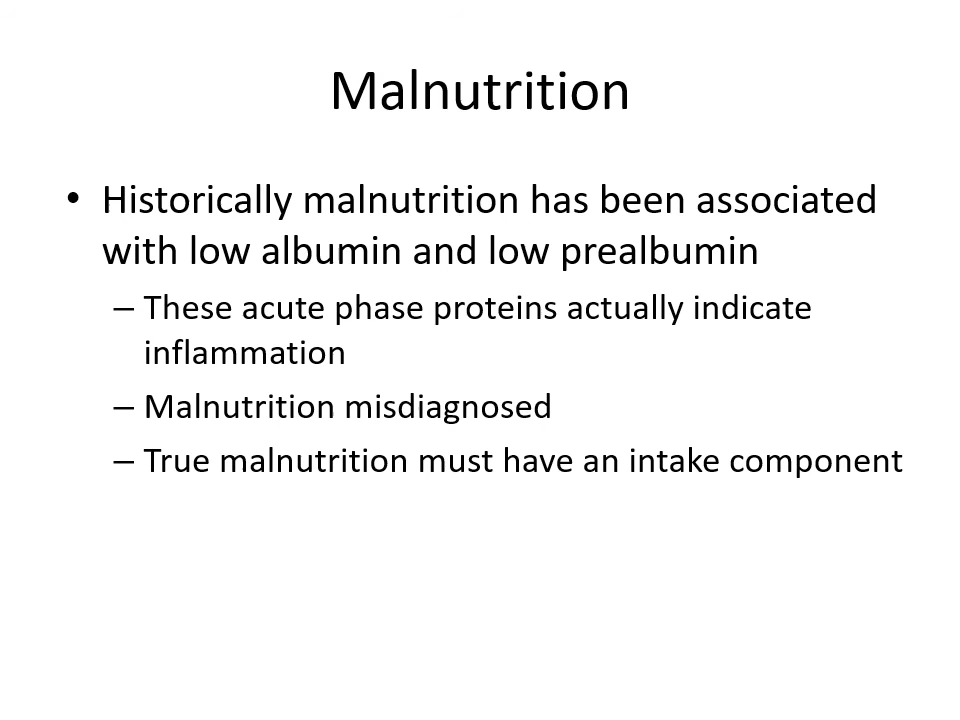 Malnutrition
• Historically malnutrition has been associated
with low albumin and low prealbumin
– These acute phase proteins actually indicate
inflammation
– Malnutrition misdiagnosed
– True malnutrition must have an intake component